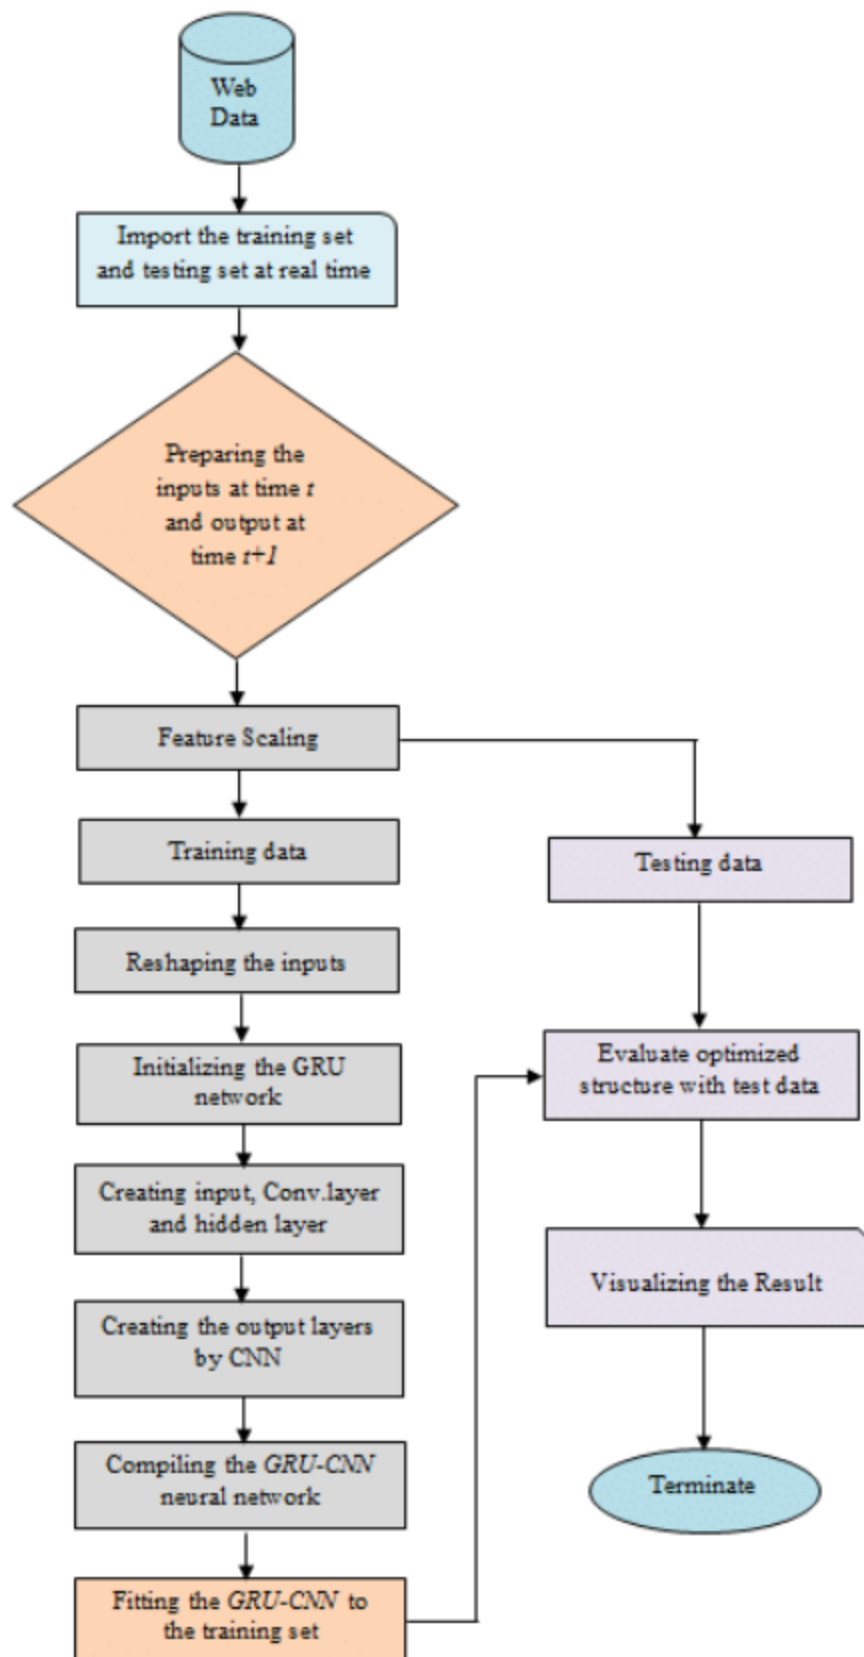 Web
Data
Import the training set
and testing set at real time
Preparing the
inputs at time t
and output at
time t+1
Feature Scaling
Training data
Testing data
Reshaping the inputs
Initializing the GRU
network
Evaluate optimized
structure with test data
Creating input, Conv.layer
and hidden layer
Visualizing the Result
Creating the output layers
by CNN
Compiling the GRU-CNN
neural network
Terminate
Fitting the GRU-CNN to
the training set